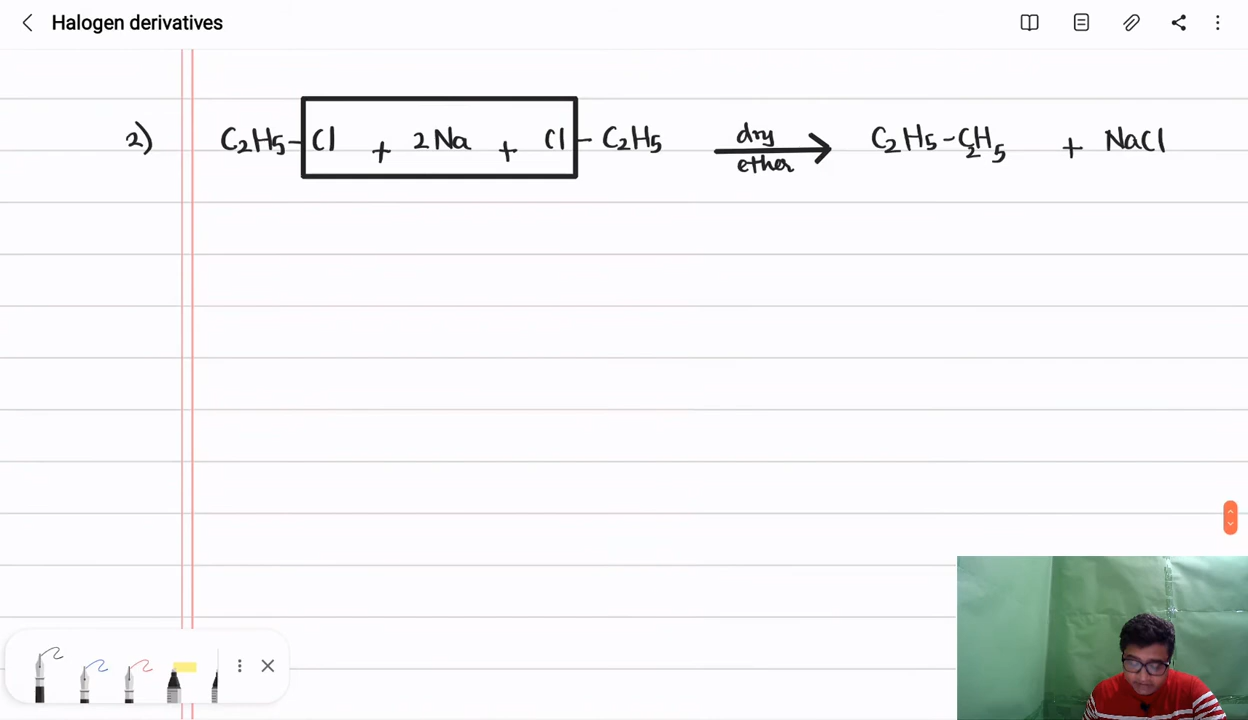 Halogen derivatives
2) C2H5-Cl + 2Na + Cl-C2H5 dry ether → C2H5-C2H5 + NaCl